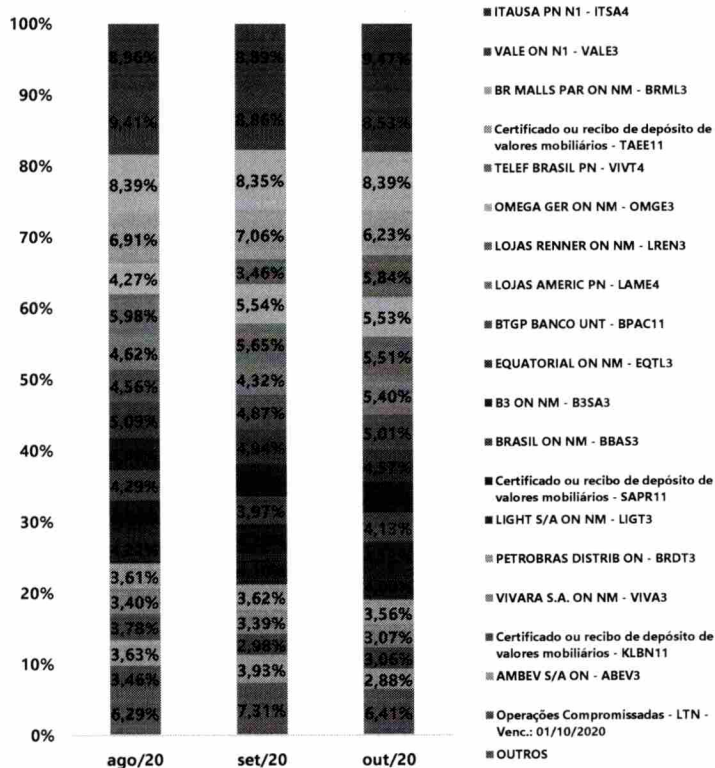 100%
90%
80%
70%
60%
50%
40%
30%
20%
10%
0%
8,96%
9,41%
8,39%
6,91%
4,27%
5,98%
4,62%
4,56%
5,09%
4,29%
3,61%
3,40%
3,78%
3,63%
3,46%
6,29%
ago/20
8,89%
8,86%
8,35%
7,06%
3,46%
5,54%
5,65%
4,32%
4,87%
4,94%
3,97%
3,62%
3,39%
2,98%
3,93%
7,31%
set/20
9,47%
8,53%
8,39%
6,23%
5,84%
5,53%
5,51%
5,40%
5,01%
4,57%
4,13%
3,56%
3,07%
3,06%
2,88%
6,41%
out/20
ITAUSA PN N1 - ITSA4
VALE ON N1 - VALE3
BR MALLS PAR ON NM - BRML3
Certificado ou recibo de depósito de
valores mobiliários - TAEE11
TELEF BRASIL PN - VIVT4
OMEGA GER ON NM - OMGE3
LOJAS RENNER ON NM - LREN3
LOJAS AMERIC PN - LAME4
BTGP BANCO UNT - BPAC11
EQUATORIAL ON NM - EQTL3
B3 ON NM - B3SA3
BRASIL ON NM - BBAS3
Certificado ou recibo de depósito de
valores mobiliários - SAPR11
LIGHT S/A ON NM - LIGT3
PETROBRAS DISTRIB ON - BRDT3
VIVARA S.A. ON NM - VIVA3
Certificado ou recibo de depósito de
valores mobiliários - KLBN11
AMBEV S/A ON - ABEV3
Operações Compromissadas - LTN -
Venc.: 01/10/2020
OUTROS